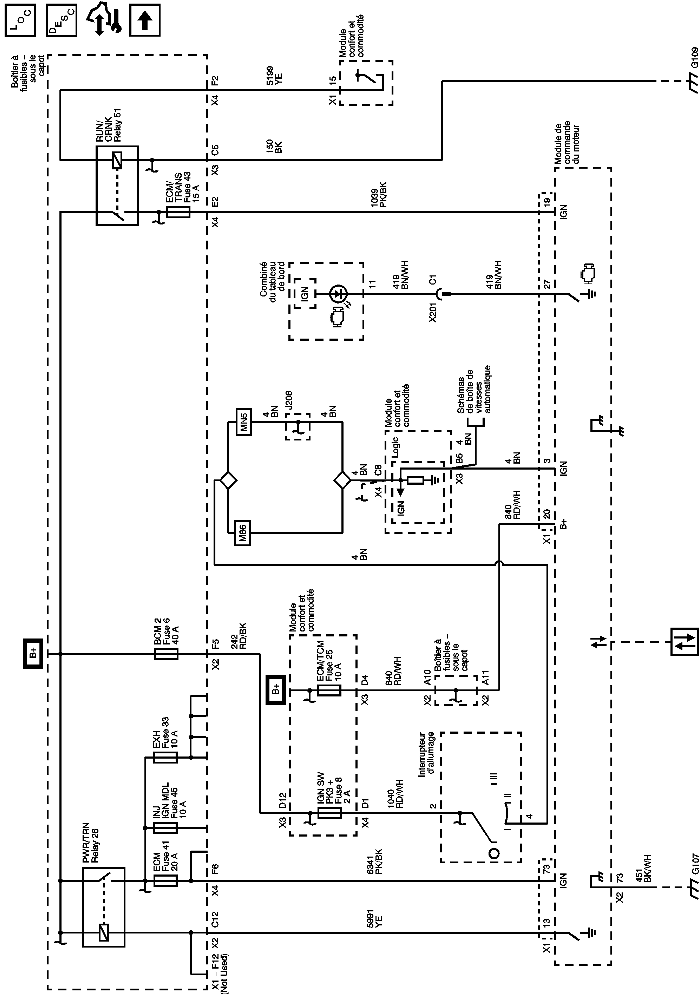 LOC
DESC
Boîtier à
fusibles –
sous le
capot
PWR/TRN
Relay 28
ECM
Fuse 41
20 A
INJ
IGN MDL
Fuse 45
10 A
EXH
Fuse 33
10 A
B+
BCM 2
Fuse 6
40 A
RUN/
CRNK
Relay 51
ECM/
TRANS
Fuse 43
15 A
X1
F12
(Not Used)
X2
C12
X4
F6
X2
F5
242
RD/BK
X4
E2
X3
C5
150
BK
X4
F2
5199
YE
X1
15
Module
confort et
commodité
G109
1039
PK/BK
Combiné
du tableau
de bord
IGN
11
419
BN/WH
X201
C1
419
BN/WH
Module de
commande
du moteur
19
IGN
27
M86
MN5
4
BN
J208
4
BN
4
BN
Module
confort et
commodité
X4
C8
Logic
IGN
X3
B5
4
BN
Schémas
de boîte de
vitesses
automatique
4
BN
3
IGN
4
BN
840
RD/WH
X1
20
B+
Module
confort et
commodité
B+
ECM/TCM
Fuse 25
10 A
X3
D4
840
RD/WH
X2
A10
Boîtier à
fusibles –
sous le
capot
X2
A11
X3
D12
IGN SW
PK3 +
Fuse 8
2 A
X4
D1
1040
RD/WH
Interrupteur
d'allumage
2
I
II
III
4
6341
PK/BK
5991
YE
X1
13
73
IGN
X2
73
451
BK/WH
G107